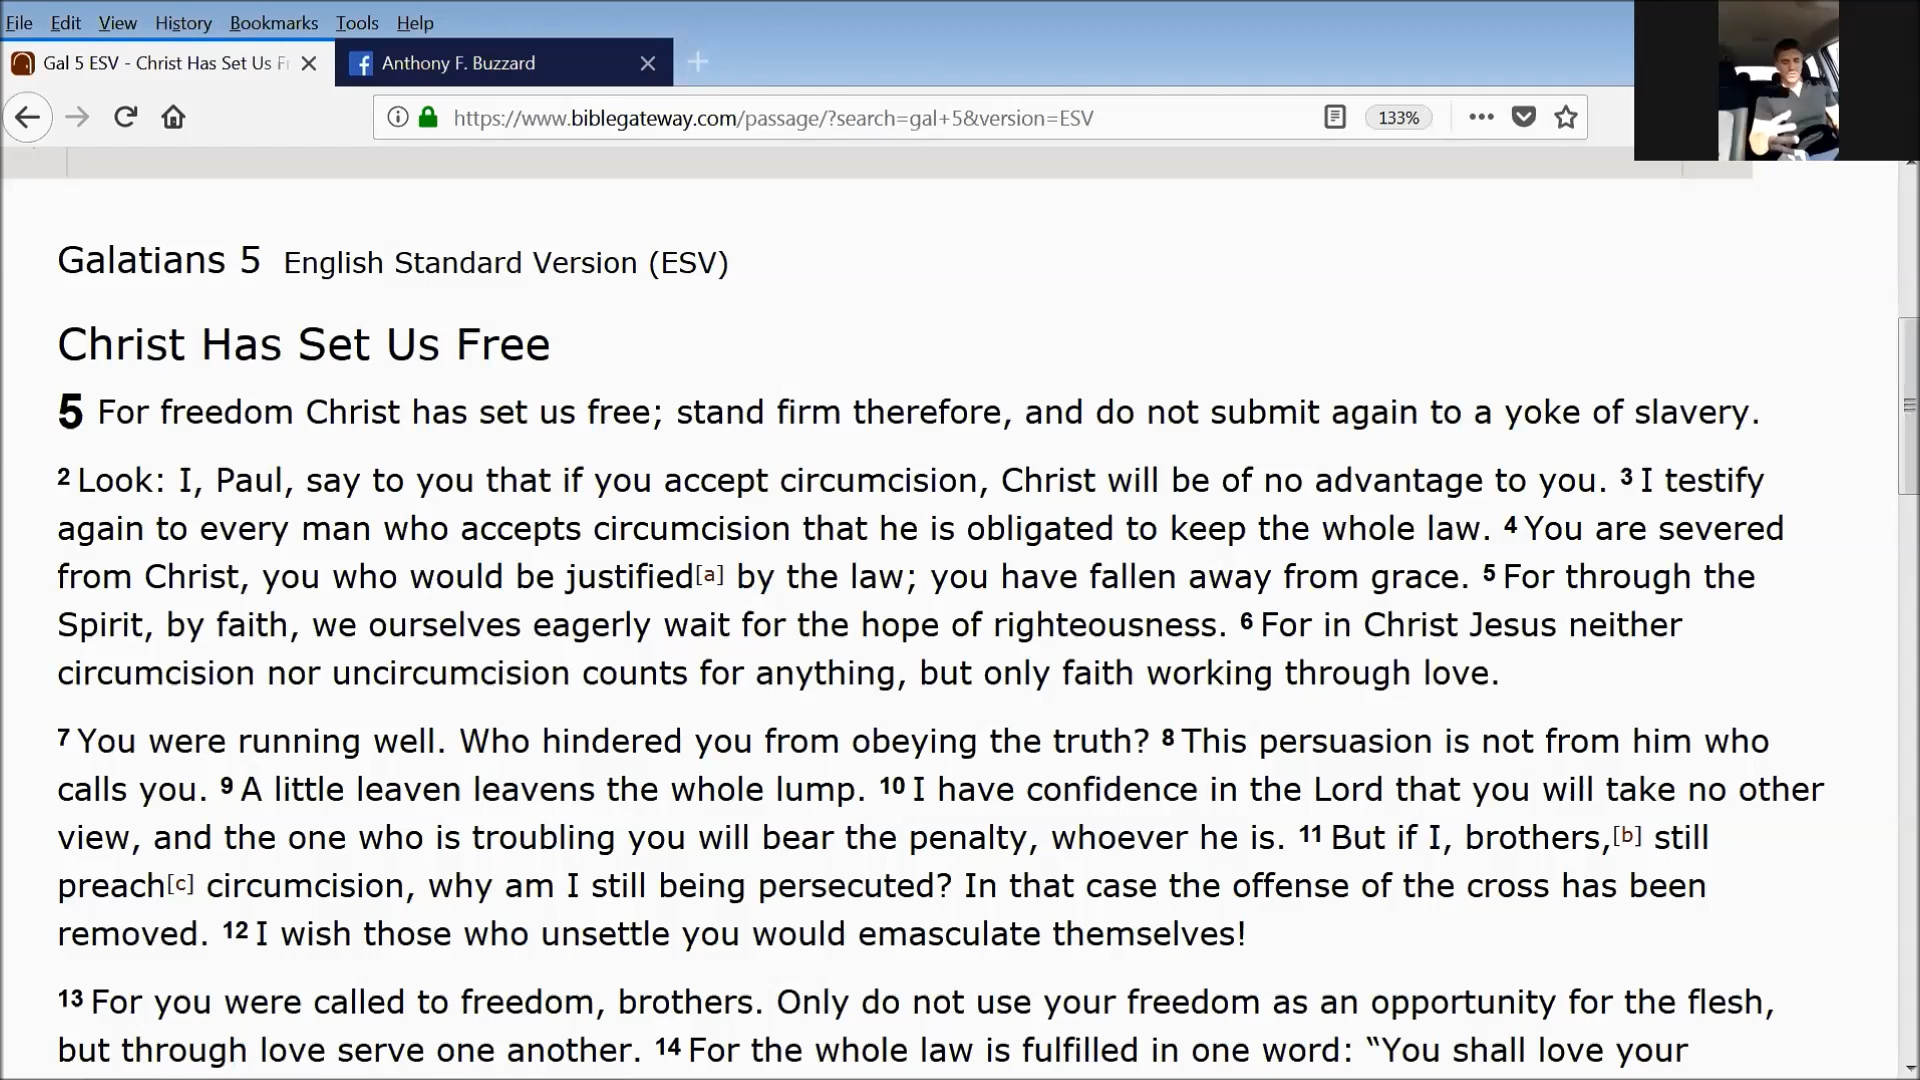 File Edit View History Bookmarks Tools Help
Gal 5 ESV - Christ Has Set Us Fr
Anthony F. Buzzard
https://www.biblegateway.com/passage/?search=gal+5&version=ESV
133%
Galatians 5 English Standard Version (ESV)
Christ Has Set Us Free
5 For freedom Christ has set us free; stand firm therefore, and do not submit again to a yoke of slavery.
2 Look: I, Paul, say to you that if you accept circumcision, Christ will be of no advantage to you. 3 I testify
again to every man who accepts circumcision that he is obligated to keep the whole law. 4 You are severed
from Christ, you who would be justified[a] by the law; you have fallen away from grace. 5 For through the
Spirit, by faith, we ourselves eagerly wait for the hope of righteousness. 6 For in Christ Jesus neither
circumcision nor uncircumcision counts for anything, but only faith working through love.
7 You were running well. Who hindered you from obeying the truth? 8 This persuasion is not from him who
calls you. 9 A little leaven leavens the whole lump. 10 I have confidence in the Lord that you will take no other
view, and the one who is troubling you will bear the penalty, whoever he is. 11 But if I, brothers,[b] still
preach[c] circumcision, why am I still being persecuted? In that case the offense of the cross has been
removed. 12 I wish those who unsettle you would emasculate themselves!
13 For you were called to freedom, brothers. Only do not use your freedom as an opportunity for the flesh,
but through love serve one another. 14 For the whole law is fulfilled in one word: “You shall love your